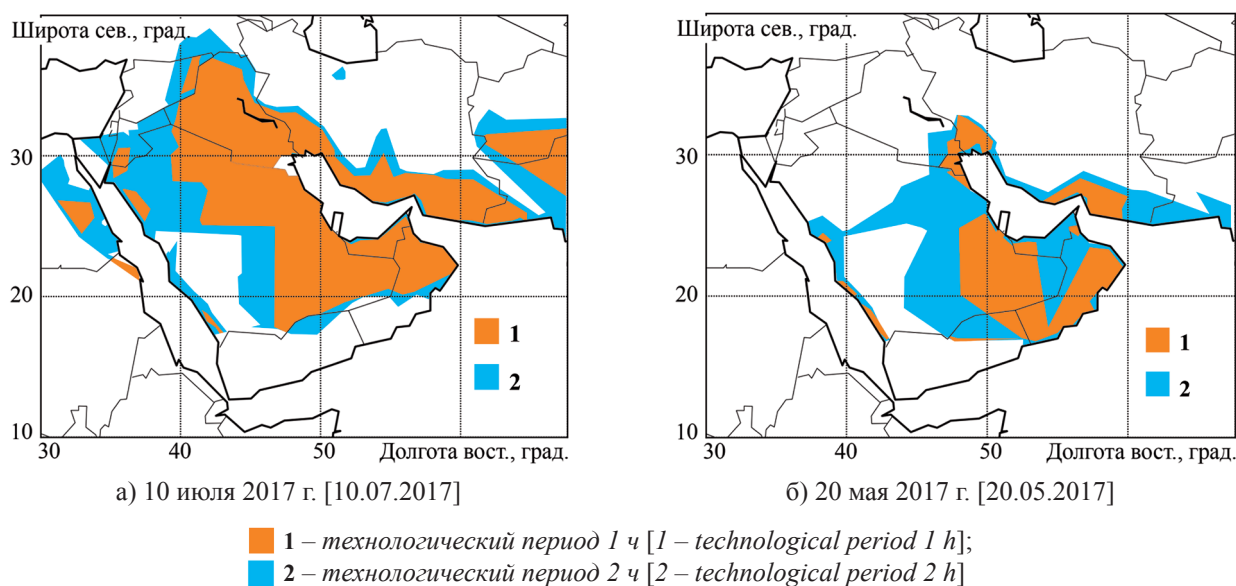 Широта сев., град.
30
20
10
1
2
30
40
50
Долгота вост., град.
а) 10 июля 2017 г. [10.07.2017]
Широта сев., град.
30
20
10
1
2
30
40
50
Долгота вост., град.
б) 20 мая 2017 г. [20.05.2017]
1 – технологический период 1 ч [1 – technological period 1 h];
2 – технологический период 2 ч [2 – technological period 2 h]